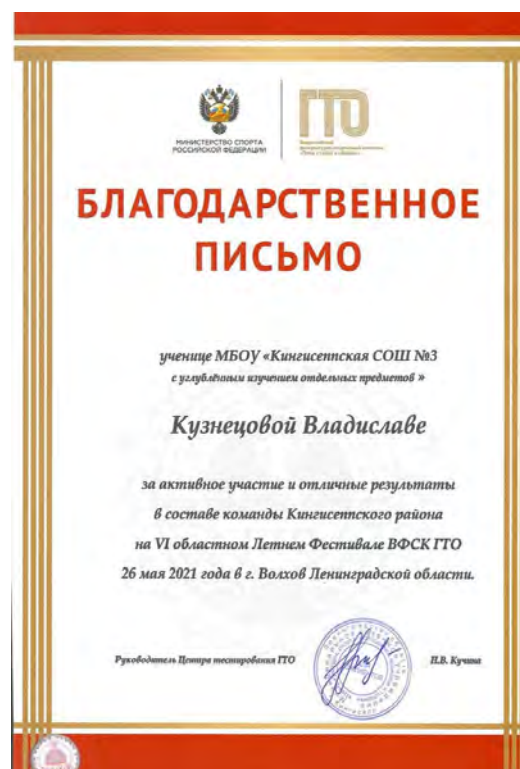 МИНИСТЕРСТВО СПОРТА
РОССИЙСКОЙ ФЕДЕРАЦИИ
ГТО
БЛАГОДАРСТВЕННОЕ
ПИСЬМО
ученице МБОУ «Кингисеппская СОШ №3
с углублённым изучением отдельных предметов »
Кузнецовой Владиславе
за активное участие и отличные результаты
в составе команды Кингисеппского района
на VI областном Летнем Фестивале ВФСК ГТО
26 мая 2021 года в г. Волхов Ленинградской области.
Руководитель Центра тестирования ГТО
Н.В. Кучина